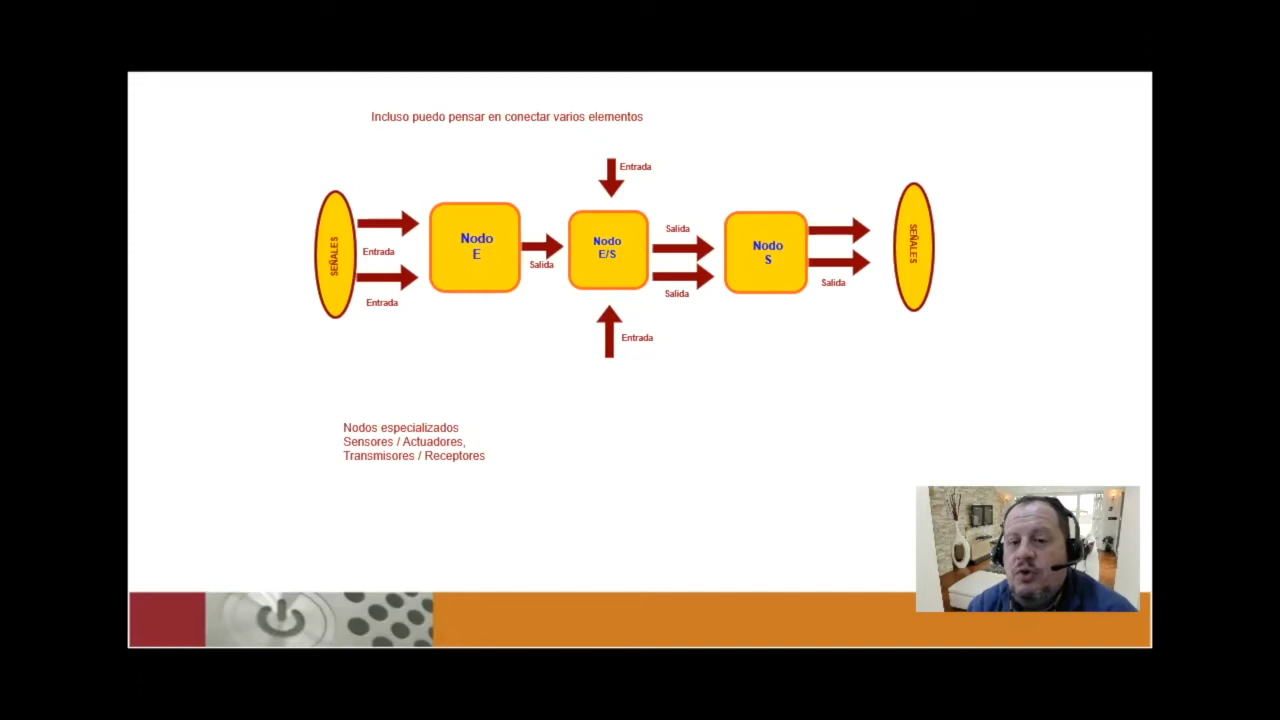 Incluso puedo pensar en conectar varios elementos
Entrada
SEÑALES
Entrada
Entrada
Nodo
E
Salida
Nodo
E/S
Entrada
Salida
Salida
Nodo
S
Salida
SEÑALES
Nodos especializados
Sensores / Actuadores,
Transmisores / Receptores